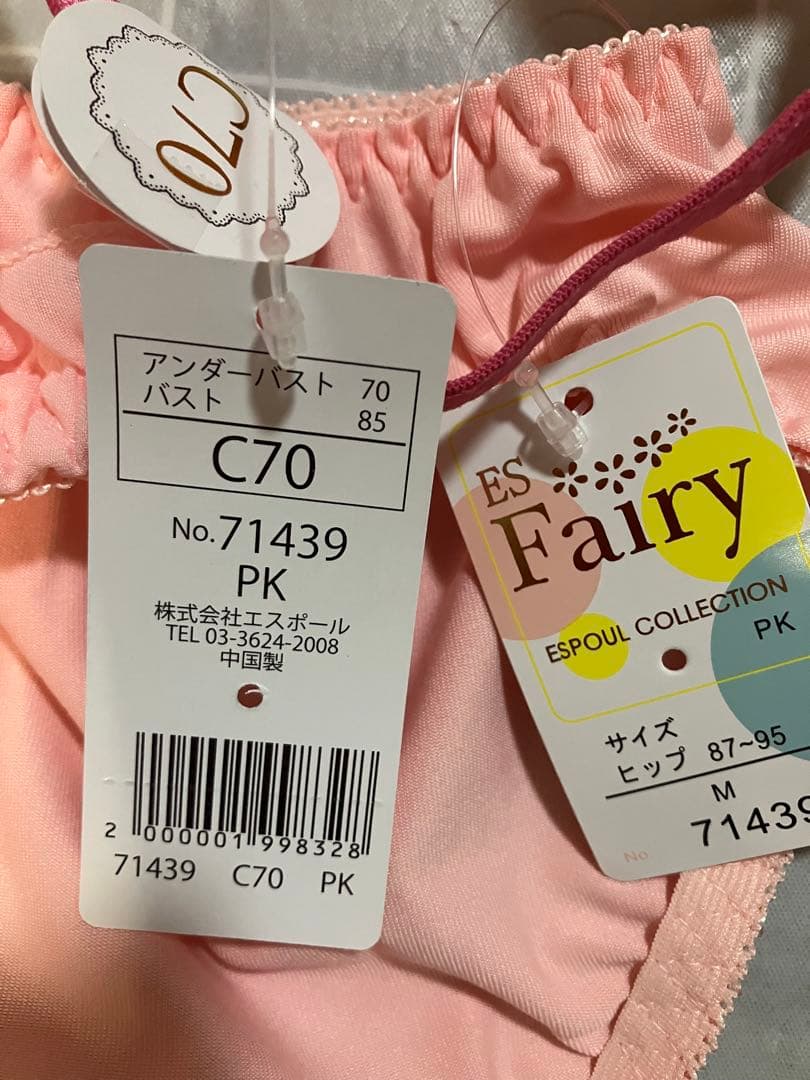 C70
アンダーバスト 70
バスト 85
C70
No.71439
PK
株式会社エスポール
TEL 03-3624-2008
中国製
2 000001 998328
71439 C70 PK
ES
Fairy
ESPOUL COLLECTION
PK
サイズ
ヒップ 87~95
M
No 71439